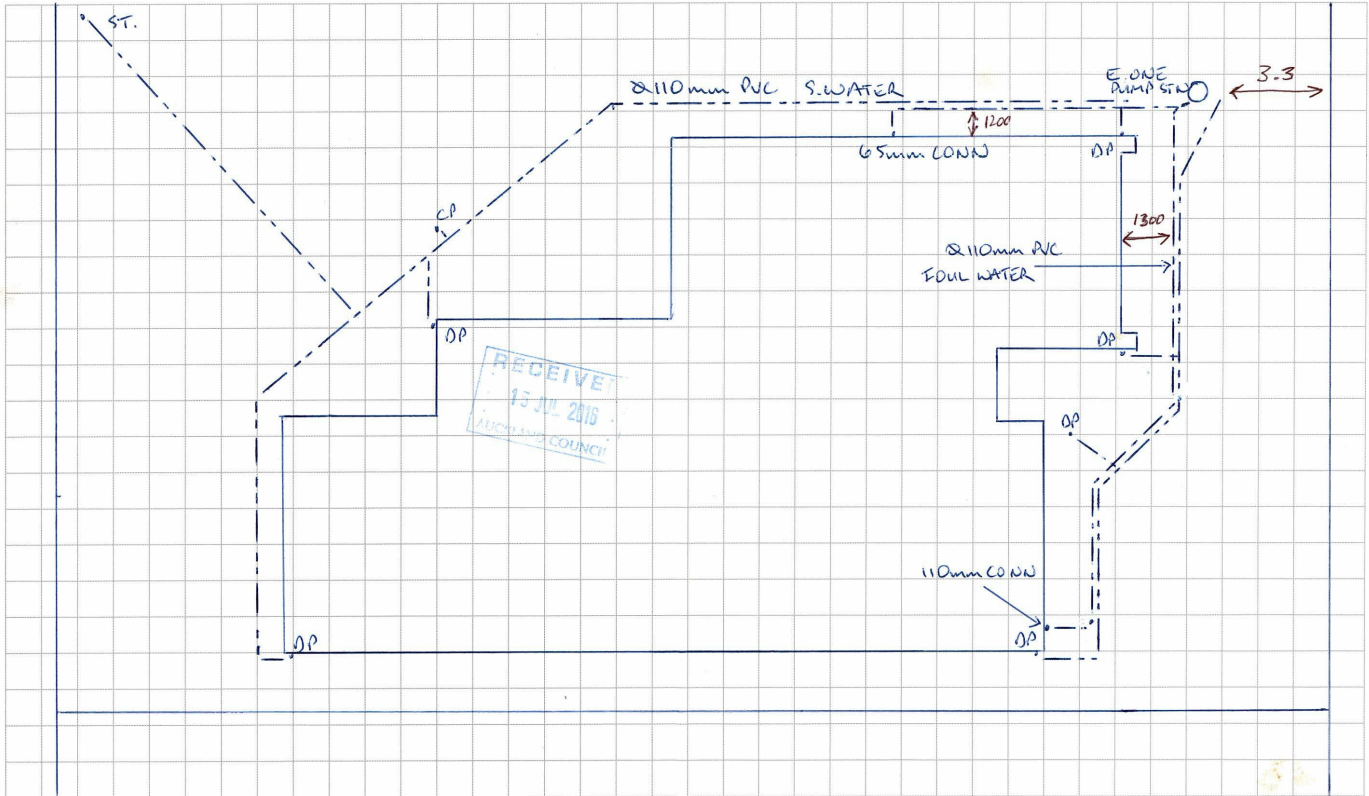 ST.
Ø110mm PVC S.WATER
E.ONE
PUMP STN
3.3
1200
65mm CONN
DP
CP
1300
Ø110mm PVC
FOUL WATER
DP
DP
RECEIVE
15 JUL 2016
AUCKLAND COUNCIL
DP
110mm CONN
DP
DP